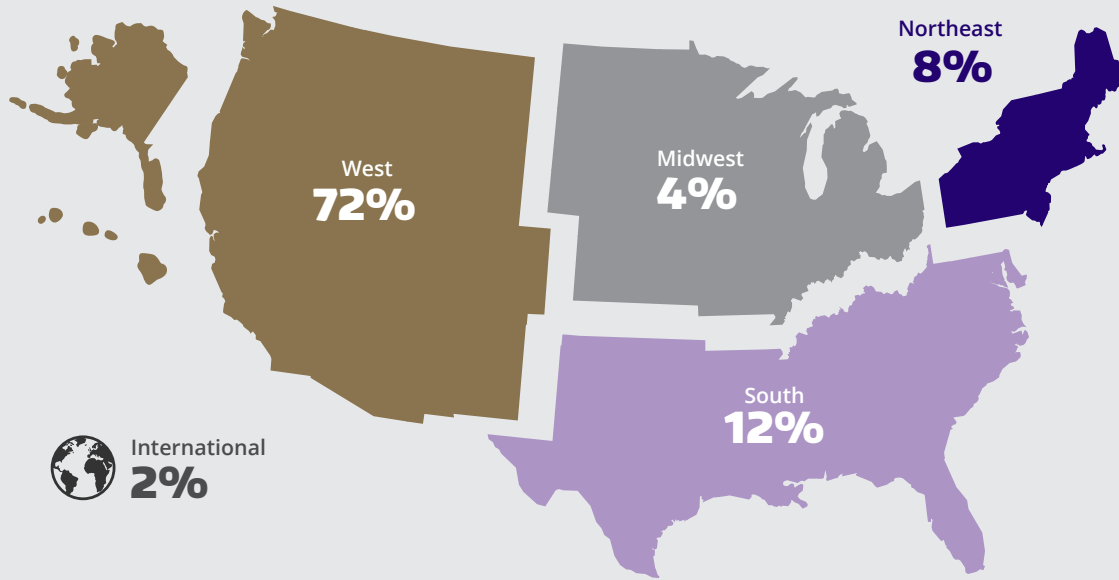 Northeast
8%
West
72%
Midwest
4%
South
12%
International
2%